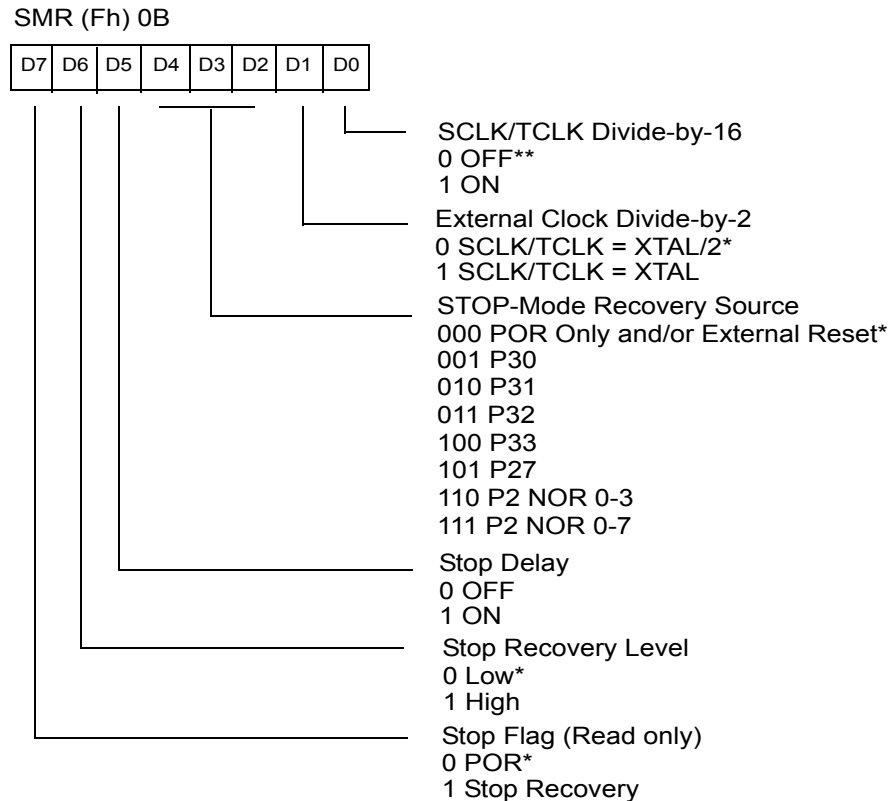 SMR (Fh) 0B
D7 D6 D5 D4 D3 D2 D1 D0
SCLK/TCLK Divide-by-16
0 OFF**
1 ON
External Clock Divide-by-2
0 SCLK/TCLK = XTAL/2*
1 SCLK/TCLK = XTAL
STOP-Mode Recovery Source
000 POR Only and/or External Reset*
001 P30
010 P31
011 P32
100 P33
101 P27
110 P2 NOR 0-3
111 P2 NOR 0-7
Stop Delay
0 OFF
1 ON
Stop Recovery Level
0 Low*
1 High
Stop Flag (Read only)
0 POR*
1 Stop Recovery